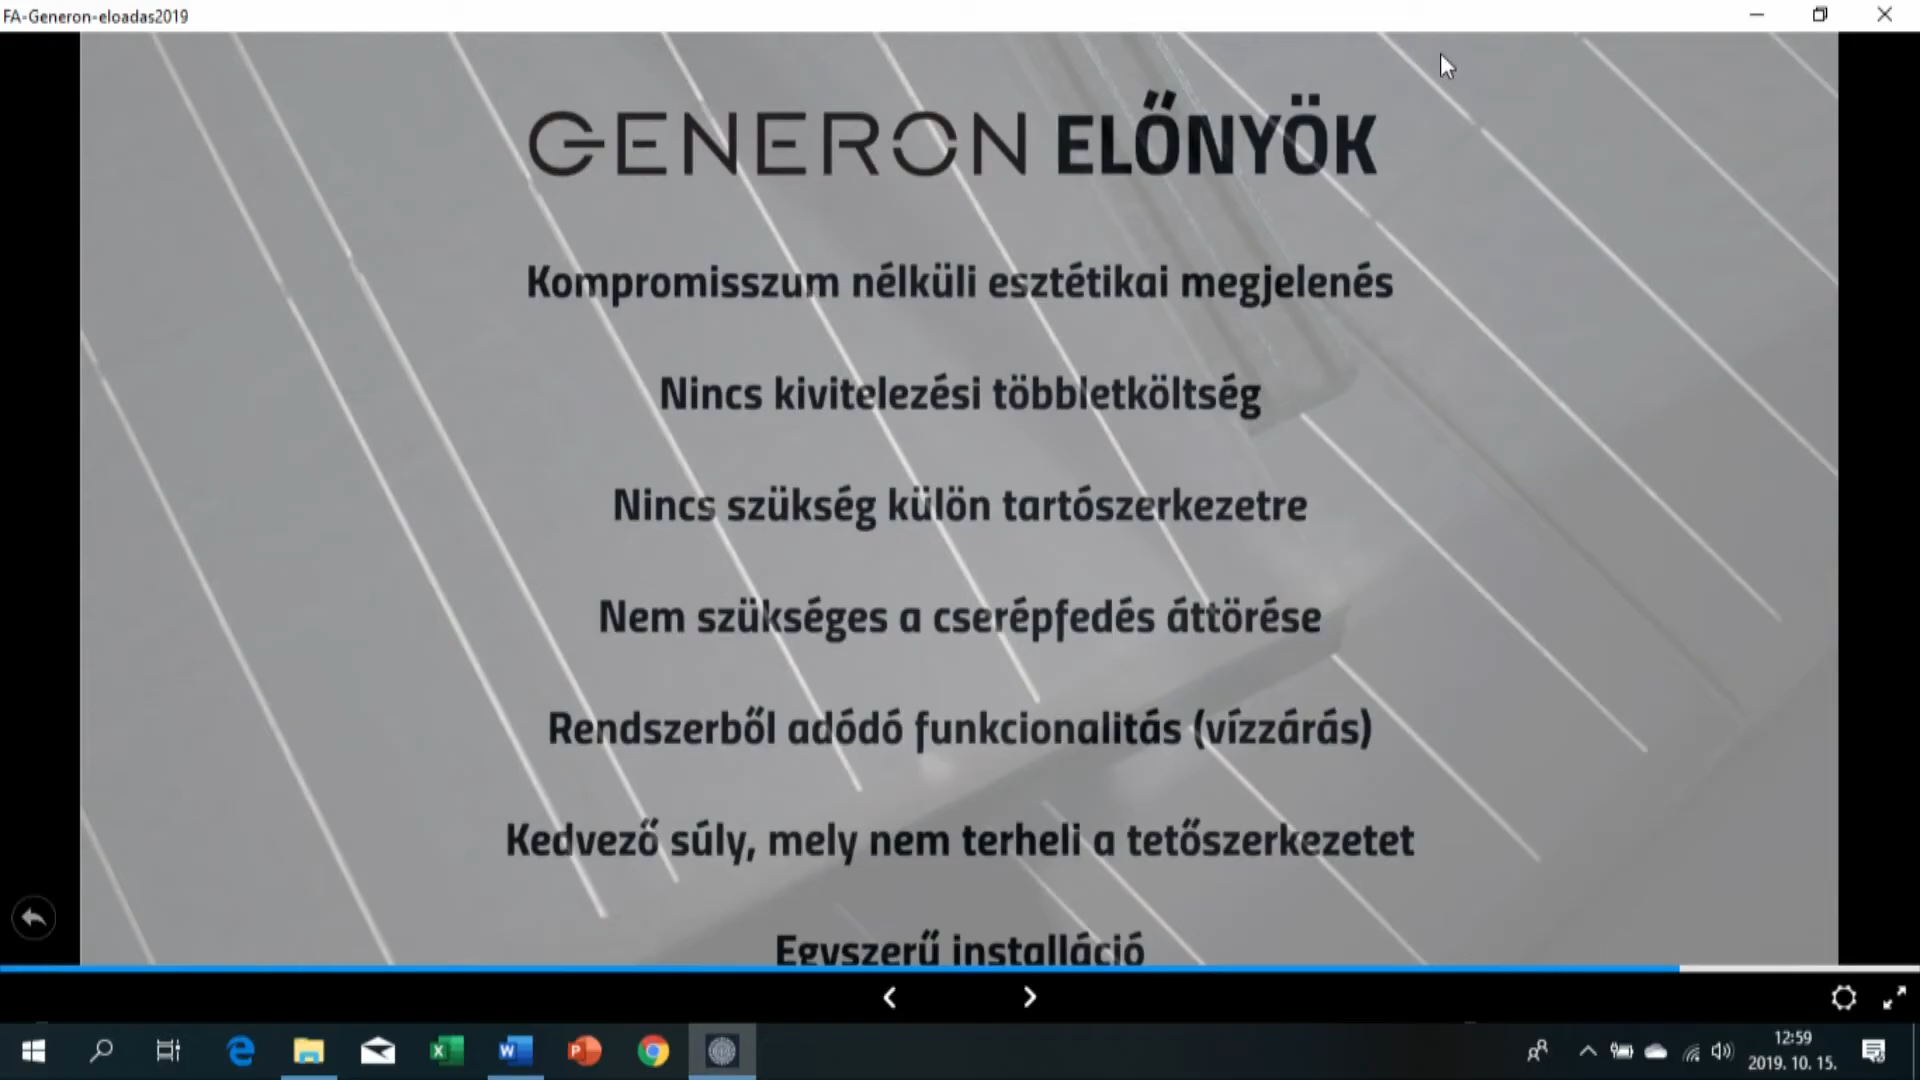 FA-Generon-eloadas2019
GENERON ELŐNYÖK
Kompromisszum nélküli esztétikai megjelenés
Nincs kivitelezési többletköltség
Nincs szükség külön tartószerkezetre
Nem szükséges a cserépfedés áttörése
Rendszerből adódó funkcionalitás (vízzárás)
Kedvező súly, mely nem terheli a tetőszerkezetet
Egyszerű installáció
12:59
2019. 10. 15.